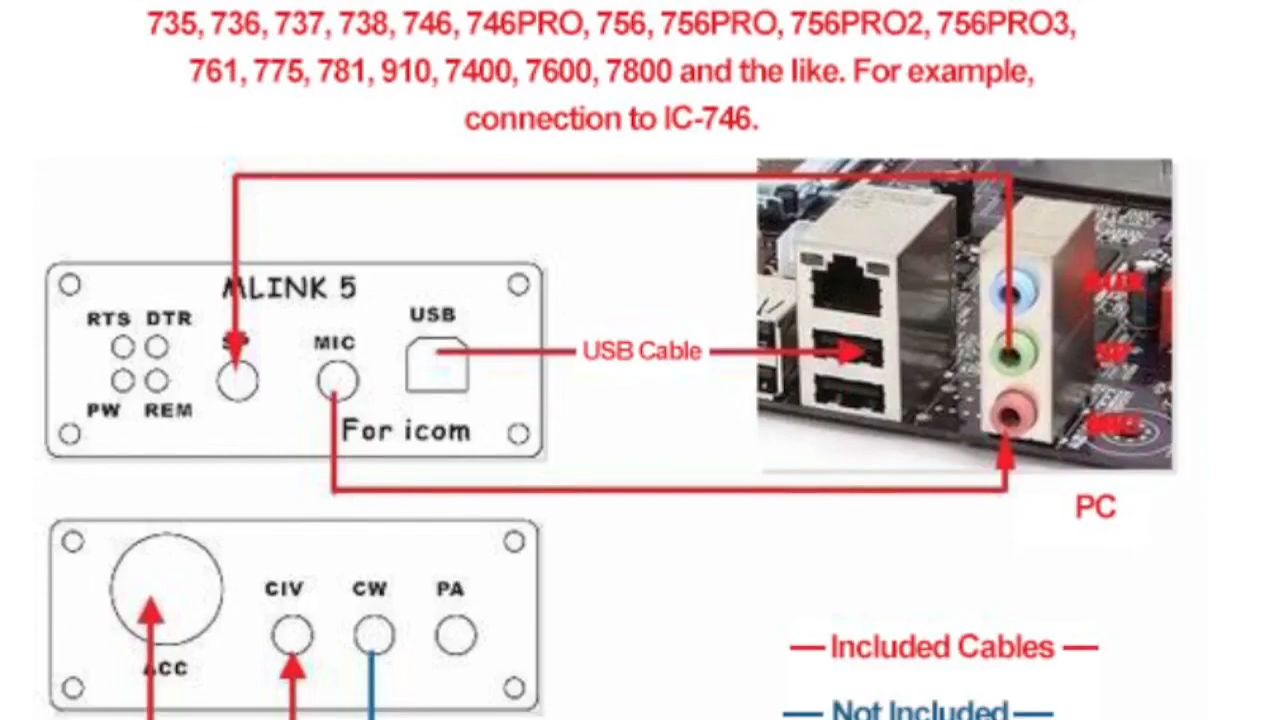 735, 736, 737, 738, 746, 746PRO, 756, 756PRO, 756PRO2, 756PRO3,
761, 775, 781, 910, 7400, 7600, 7800 and the like. For example,
connection to IC-746.
MLINK 5
RTS DTR
SP
MIC
USB
PW REM
For icom
USB Cable
SP
PC
CIV CW PA
ACC
Included Cables
Not Included